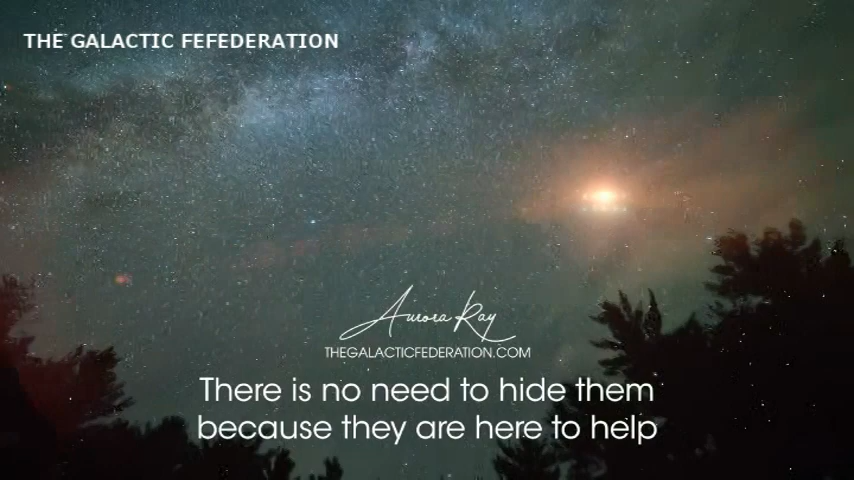 THE GALACTIC FEFEDERATION
Aurora Ray
THEGALACTICFEDERATION.COM
There is no need to hide them
because they are here to help